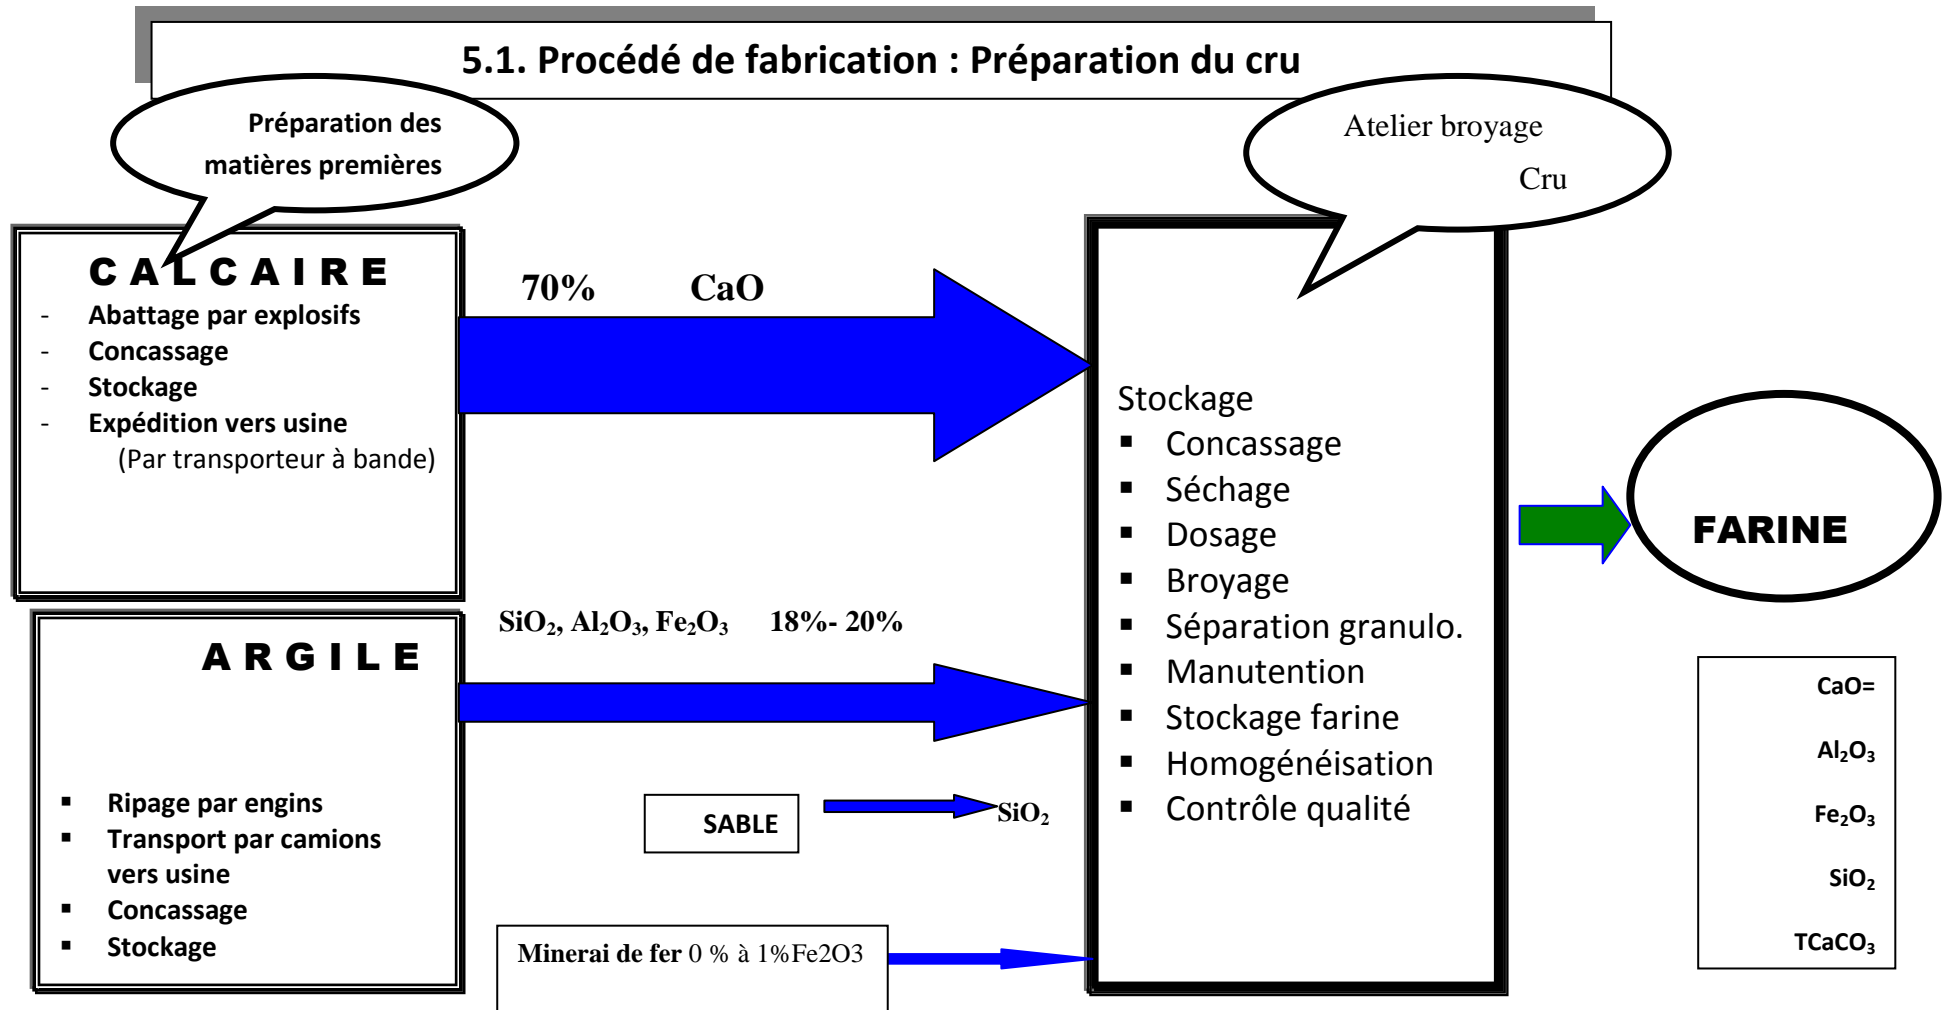 5.1. Procédé de fabrication : Préparation du cru
Préparation des
matières premières
Atelier broyage
Cru
CALCAIRE
- Abattage par explosifs
- Concassage
- Stockage
- Expédition vers usine
(Par transporteur à bande)
70% CaO
ARGILE
▪ Ripage par engins
▪ Transport par camions
vers usine
▪ Concassage
▪ Stockage
SiO₂, Al₂O₃, Fe₂O₃ 18%- 20%
SABLE
SiO₂
Minerai de fer 0 % à 1%Fe2O3
Stockage
▪ Concassage
▪ Séchage
▪ Dosage
▪ Broyage
▪ Séparation granulo.
▪ Manutention
▪ Stockage farine
▪ Homogénéisation
▪ Contrôle qualité
FARINE
CaO=
Al₂O₃
Fe₂O₃
SiO₂
TCaCO₃